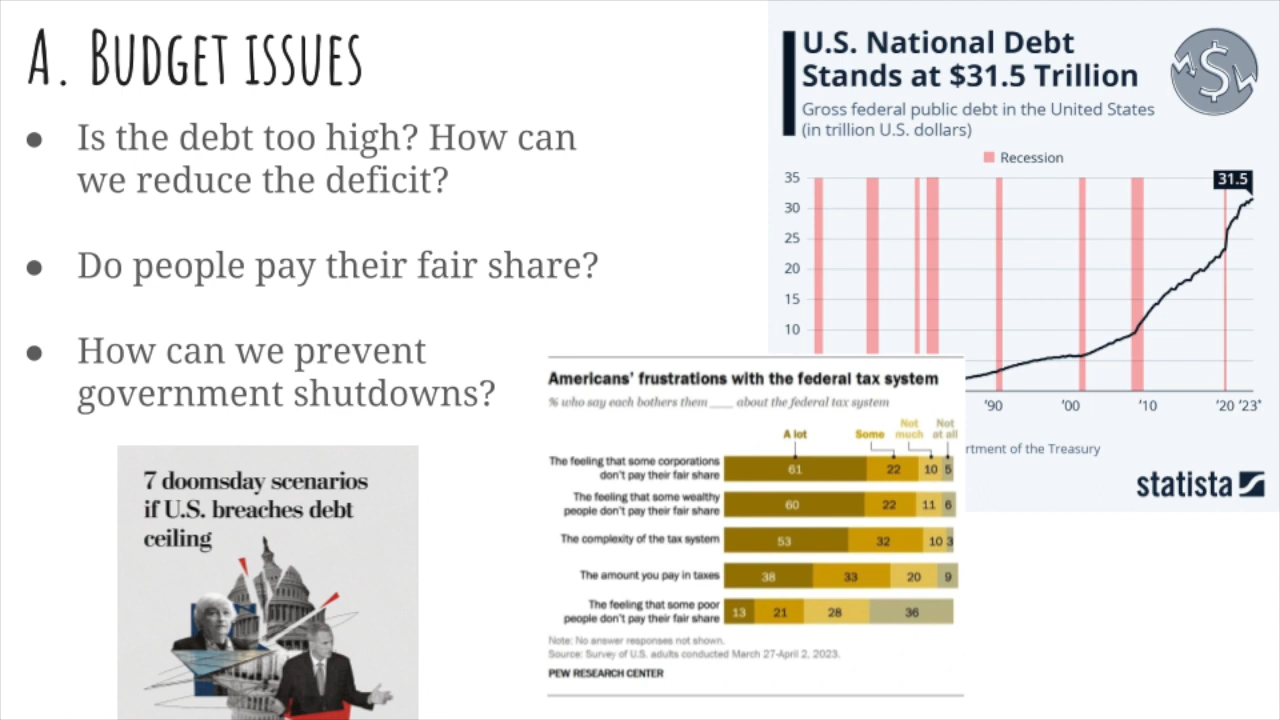 A. Budget issues
● Is the debt too high? How can
we reduce the deficit?
● Do people pay their fair share?
● How can we prevent
government shutdowns?
7 doomsday scenarios
if U.S. breaches debt
ceiling
U.S. National Debt
Stands at $31.5 Trillion
Gross federal public debt in the United States
(in trillion U.S. dollars)
Recession
31.5
35
30
25
20
15
10
'90 '00 '10 '20 '23*
rtment of the Treasury
statista
Americans' frustrations with the federal tax system
% who say each bothers them ___ about the federal tax system
A lot Some Not much Not at all
The feeling that some corporations
don't pay their fair share 61 22 10 5
The feeling that some wealthy
people don't pay their fair share 60 22 11 6
The complexity of the tax system 53 32 10 3
The amount you pay in taxes 38 33 20 9
The feeling that some poor
people don't pay their fair share 13 21 28 36
Note: No answer responses not shown.
Source: Survey of U.S. adults conducted March 27-April 2, 2023.
PEW RESEARCH CENTER